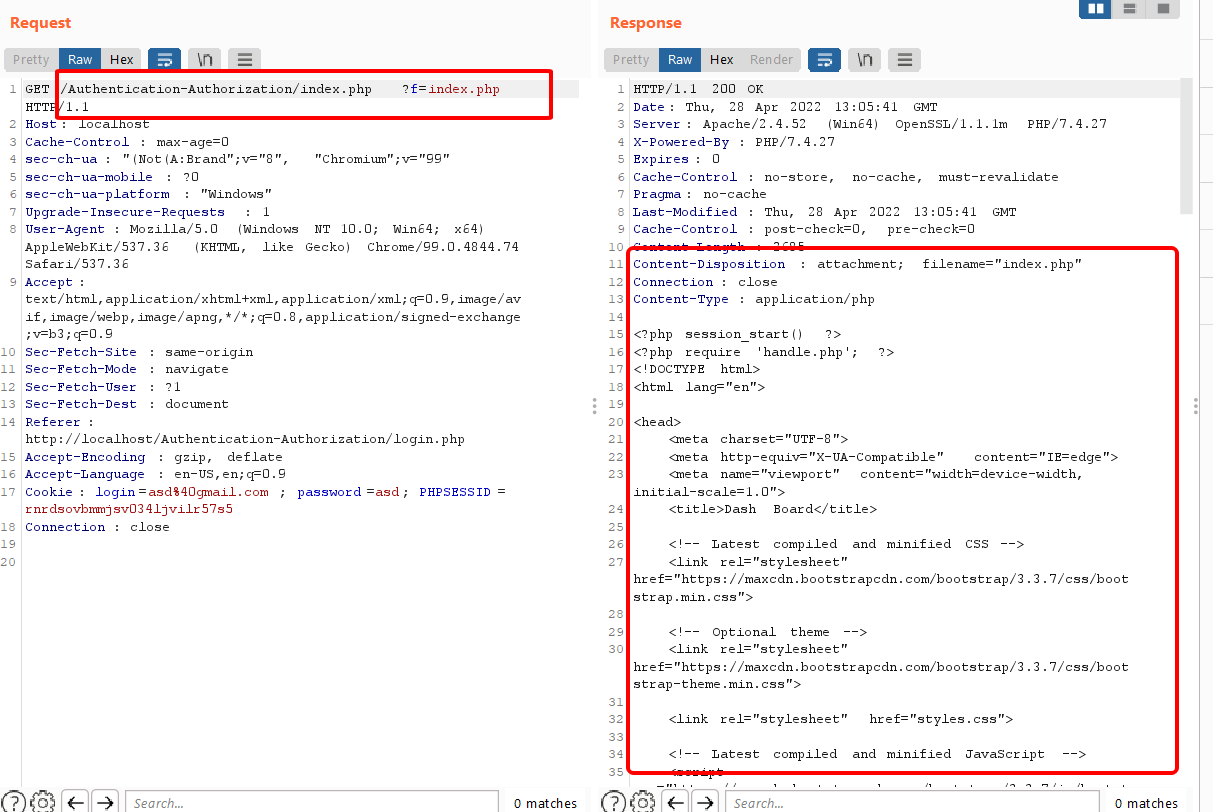 Request
Pretty Raw Hex \n
1 GET /Authentication-Authorization/index.php ?f=index.php
HTTP/1.1
2 Host : localhost
3 Cache-Control : max-age=0
4 sec-ch-ua : "(Not(A:Brand";v="8", "Chromium";v="99"
5 sec-ch-ua-mobile : ?0
6 sec-ch-ua-platform : "Windows"
7 Upgrade-Insecure-Requests : 1
8 User-Agent : Mozilla/5.0 (Windows NT 10.0; Win64; x64)
AppleWebKit/537.36 (KHTML, like Gecko) Chrome/99.0.4844.74
Safari/537.36
9 Accept :
text/html,application/xhtml+xml,application/xml;q=0.9,image/av
if,image/webp,image/apng,*/*;q=0.8,application/signed-exchange
;v=b3;q=0.9
10 Sec-Fetch-Site : same-origin
11 Sec-Fetch-Mode : navigate
12 Sec-Fetch-User : ?1
13 Sec-Fetch-Dest : document
14 Referer :
http://localhost/Authentication-Authorization/login.php
15 Accept-Encoding : gzip, deflate
16 Accept-Language : en-US,en;q=0.9
17 Cookie : login=asd%40gmail.com ; password=asd; PHPSESSID =
rnrdsovbmmjsv034ljvilr57s5
18 Connection : close
19
20
Search... 0 matches
Response
Pretty Raw Hex Render \n
1 HTTP/1.1 200 OK
2 Date : Thu, 28 Apr 2022 13:05:41 GMT
3 Server : Apache/2.4.52 (Win64) OpenSSL/1.1.1m PHP/7.4.27
4 X-Powered-By : PHP/7.4.27
5 Expires : 0
6 Cache-Control : no-store, no-cache, must-revalidate
7 Pragma : no-cache
8 Last-Modified : Thu, 28 Apr 2022 13:05:41 GMT
9 Cache-Control : post-check=0, pre-check=0
10 Content-Length : 2685
11 Content-Disposition : attachment; filename="index.php"
12 Connection : close
13 Content-Type : application/php
14
15 <?php session_start() ?>
16 <?php require 'handle.php'; ?>
17 <!DOCTYPE html>
18 <html lang="en">
19
20 <head>
21 <meta charset="UTF-8">
22 <meta http-equiv="X-UA-Compatible" content="IE=edge">
23 <meta name="viewport" content="width=device-width,
initial-scale=1.0">
24 <title>Dash Board</title>
25
26 <!-- Latest compiled and minified CSS -->
27 <link rel="stylesheet"
href="https://maxcdn.bootstrapcdn.com/bootstrap/3.3.7/css/boot
strap.min.css">
28
29 <!-- Optional theme -->
30 <link rel="stylesheet"
href="https://maxcdn.bootstrapcdn.com/bootstrap/3.3.7/css/boot
strap-theme.min.css">
31
32 <link rel="stylesheet" href="styles.css">
33
34 <!-- Latest compiled and minified JavaScript -->
35 <script
Search... 0 matches